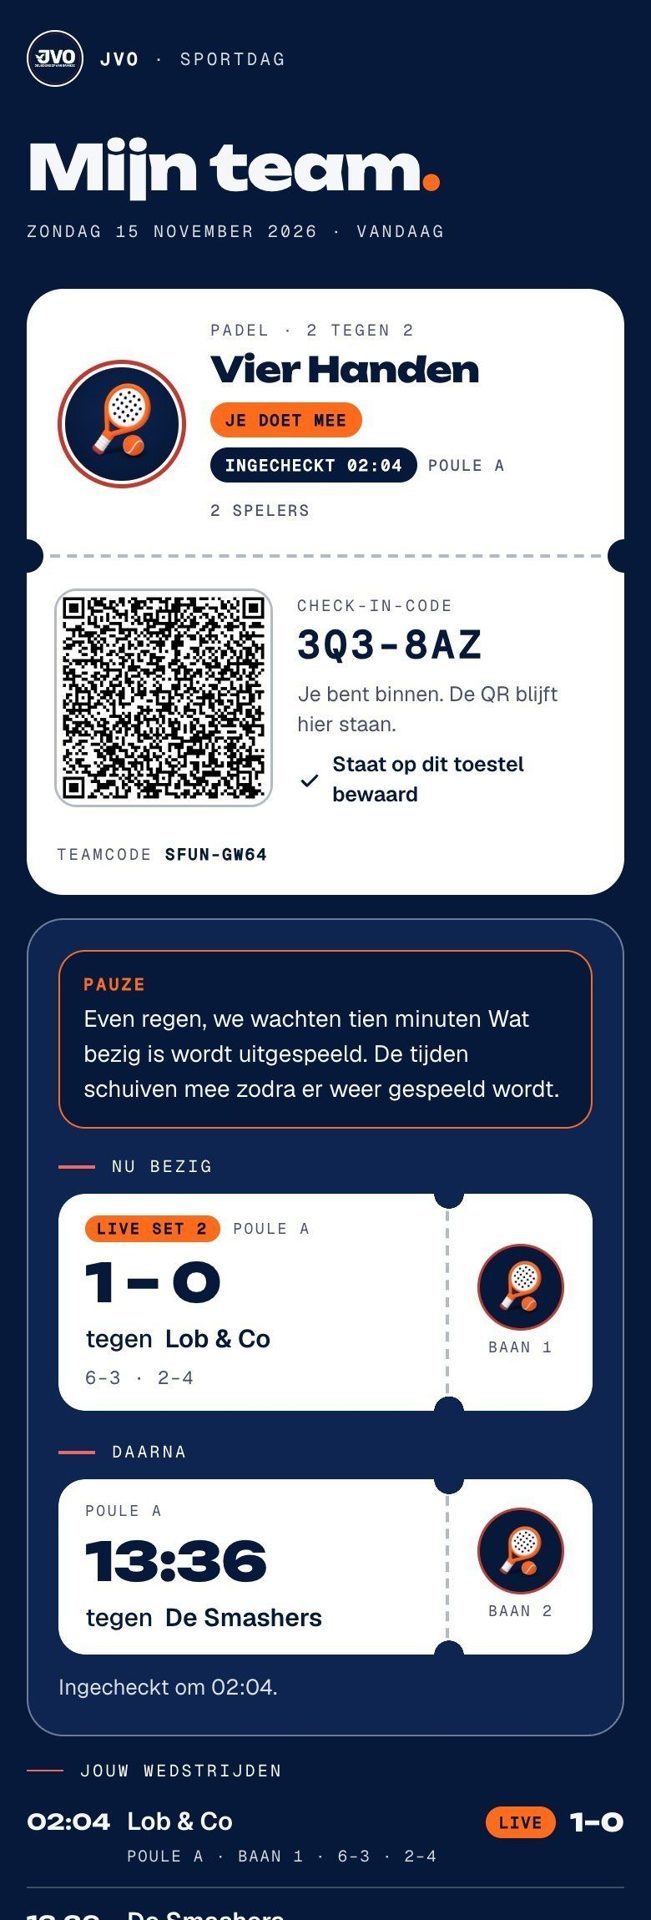 JVO
JVO · SPORTDAG
Mijn team.
ZONDAG 15 NOVEMBER 2026 · VANDAAG
PADEL · 2 TEGEN 2
Vier Handen
JE DOET MEE
INGECHECKT 02:04 POULE A
2 SPELERS
CHECK-IN-CODE
3Q3-8AZ
Je bent binnen. De QR blijft
hier staan.
Staat op dit toestel
bewaard
TEAMCODE SFUN-GW64
PAUZE
Even regen, we wachten tien minuten Wat
bezig is wordt uitgespeeld. De tijden
schuiven mee zodra er weer gespeeld wordt.
NU BEZIG
LIVE SET 2 POULE A
1–0
tegen Lob & Co
6–3 · 2–4
BAAN 1
DAARNA
POULE A
13:36
tegen De Smashers
BAAN 2
Ingecheckt om 02:04.
JOUW WEDSTRIJDEN
02:04 Lob & Co LIVE 1–0
POULE A · BAAN 1 · 6–3 · 2–4
De Smashers